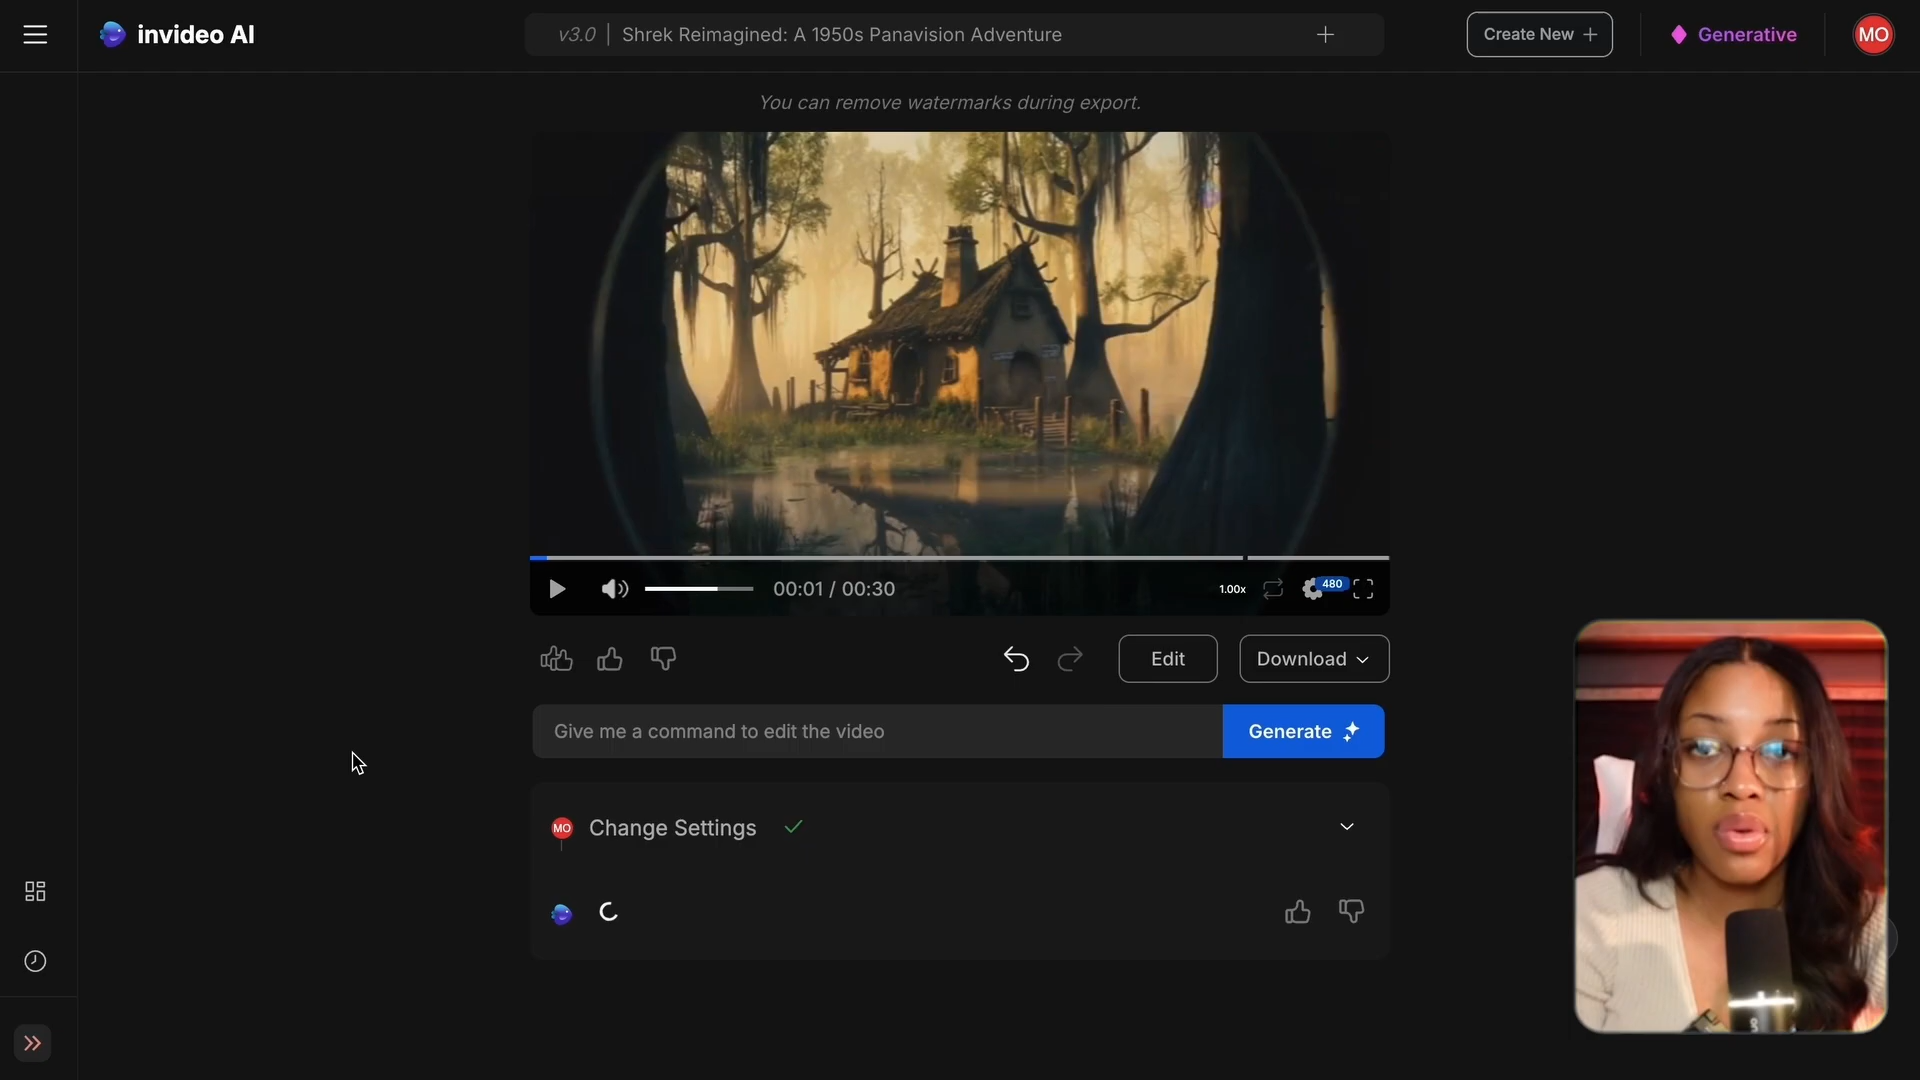 invideo AI
v3.0 | Shrek Reimagined: A 1950s Panavision Adventure
Create New
Generative
MO
You can remove watermarks during export.
00:01 / 00:30
1.00x
480
Edit
Download
Give me a command to edit the video
Generate
MO
Change Settings